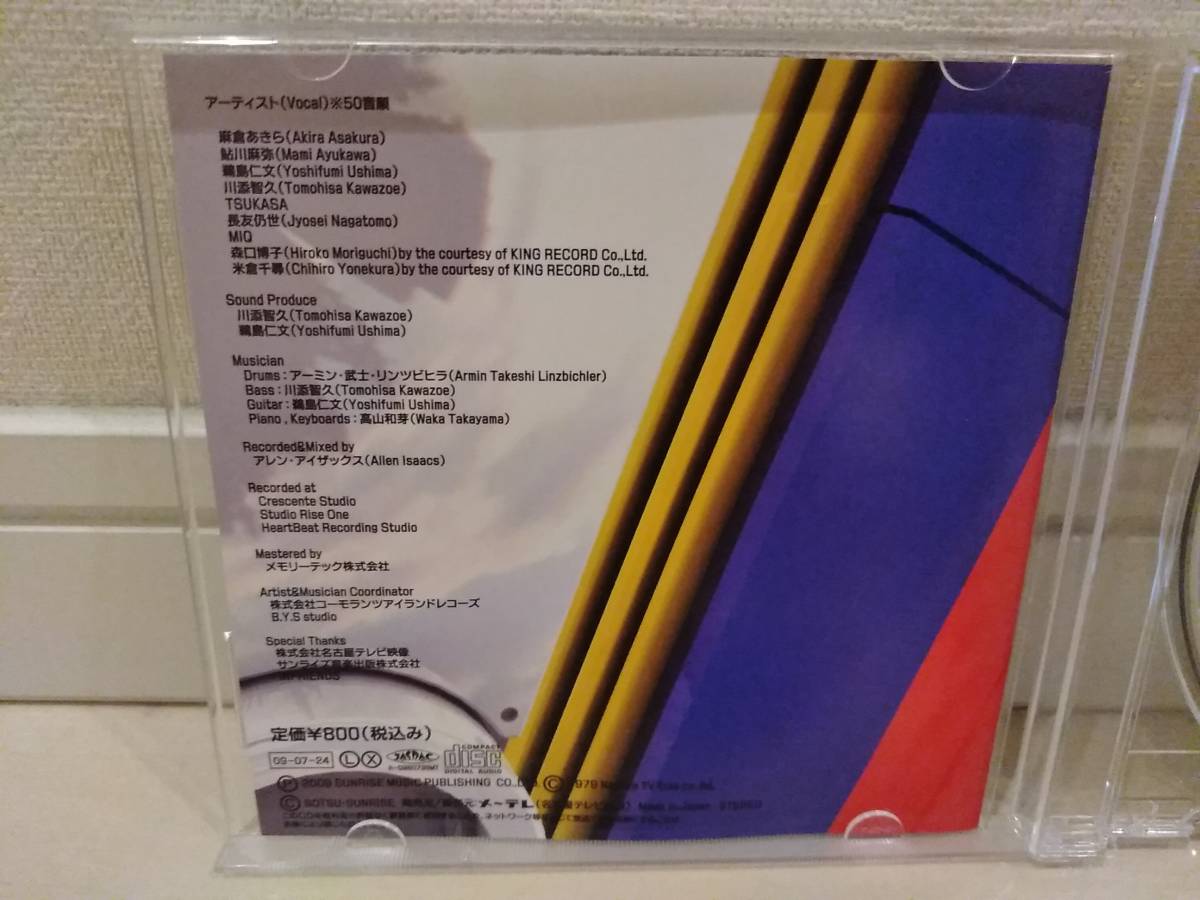 アーティスト(Vocal)※50音順
麻倉あきら(Akira Asakura)
鮎川麻弥(Mami Ayukawa)
鵜島仁文(Yoshifumi Ushima)
川添智久(Tomohisa Kawazoe)
TSUKASA
長友仍世(Jyosei Nagatomo)
MIQ
森口博子(Hiroko Moriguchi)by the courtesy of KING RECORD Co.,Ltd.
米倉千尋(Chihiro Yonekura)by the courtesy of KING RECORD Co.,Ltd.
Sound Produce
川添智久(Tomohisa Kawazoe)
鵜島仁文(Yoshifumi Ushima)
Musician
Drums:アーミン・武士・リンツビヒラ(Armin Takeshi Linzbichler)
Bass:川添智久(Tomohisa Kawazoe)
Guitar:鵜島仁文(Yoshifumi Ushima)
Piano,Keyboards:高山和芽(Waka Takayama)
Recorded&Mixed by
アレン・アイザックス(Allen Isaacs)
Recorded at
Crescente Studio
Studio Rise One
HeartBeat Recording Studio
Mastered by
メモリーテック株式会社
Artist&Musician Coordinator
株式会社コーモランツアイランドレコーズ
B.Y.S studio
Special Thanks
株式会社名古屋テレビ映像
サンライズ音楽出版株式会社
定価¥800(税込み)
09-07-24 L X JASRAC COMPACT disc DIGITAL AUDIO
Ⓟ 2009 SUNRISE MUSIC PUBLISHING CO., © 1979
© SOTSU・SUNRISE メ〜テレ(名古屋テレビ Made in Japan STEREO